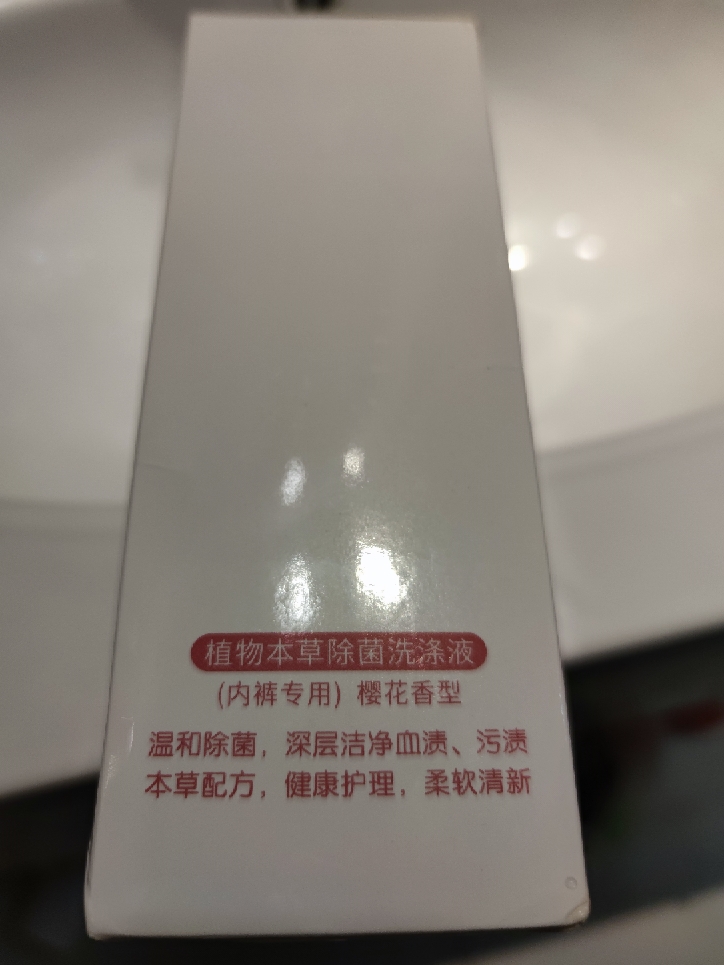 植物本草除菌洗涤液
(内裤专用) 樱花香型
温和除菌，深层洁净血渍、污渍
本草配方，健康护理，柔软清新